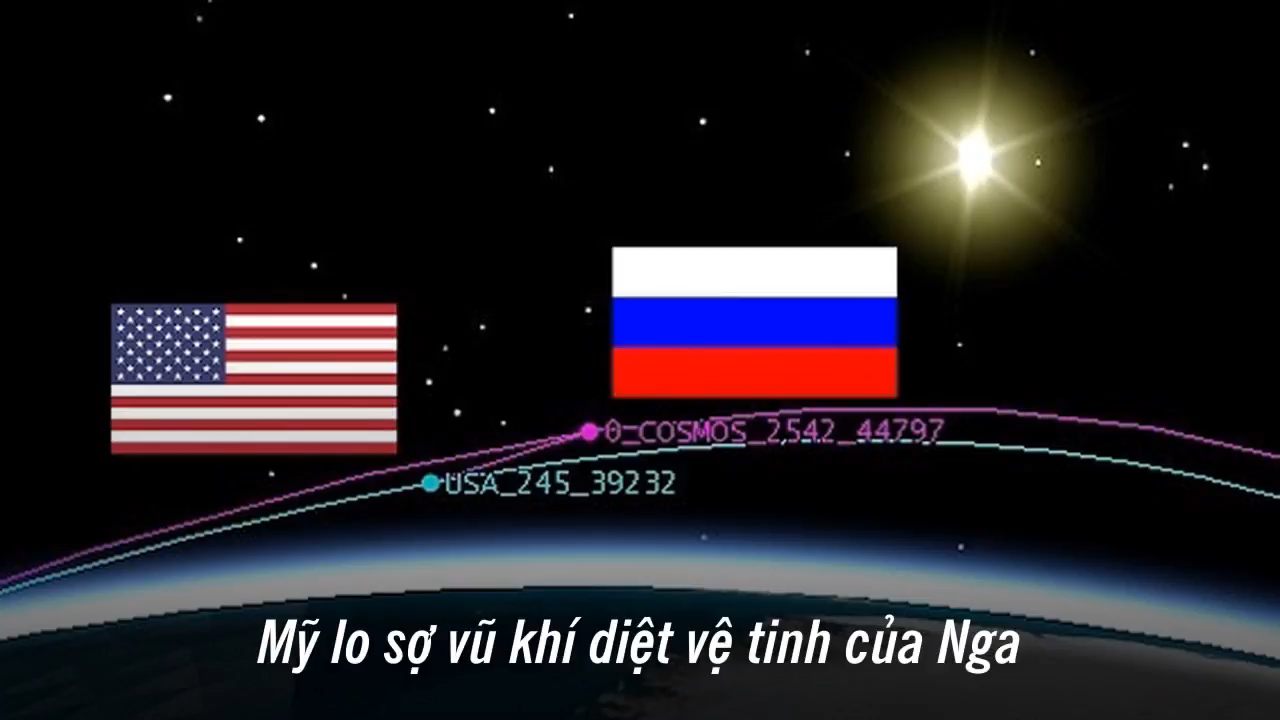 0_COSMOS_2542_44797
USA_245_39232
Mỹ lo sợ vũ khí diệt vệ tinh của Nga